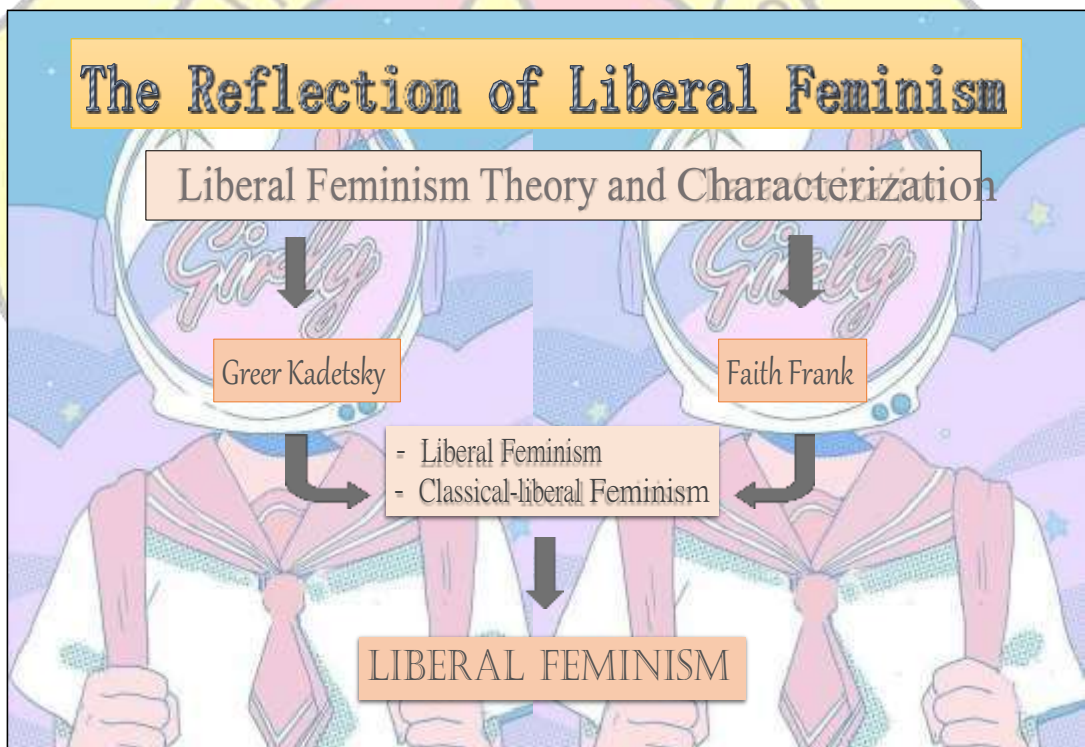 The Reflection of Liberal Feminism
Liberal Feminism Theory and Characterization
Girly
Girly
Greer Kadetsky
Faith Frank
- Liberal Feminism
- Classical-liberal Feminism
LIBERAL FEMINISM